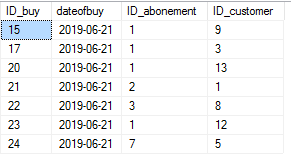 ID_buy dateofbuy ID_abonement ID_customer
15 2019-06-21 1 9
17 2019-06-21 1 3
20 2019-06-21 1 13
21 2019-06-21 2 1
22 2019-06-21 3 8
23 2019-06-21 1 12
24 2019-06-21 7 5